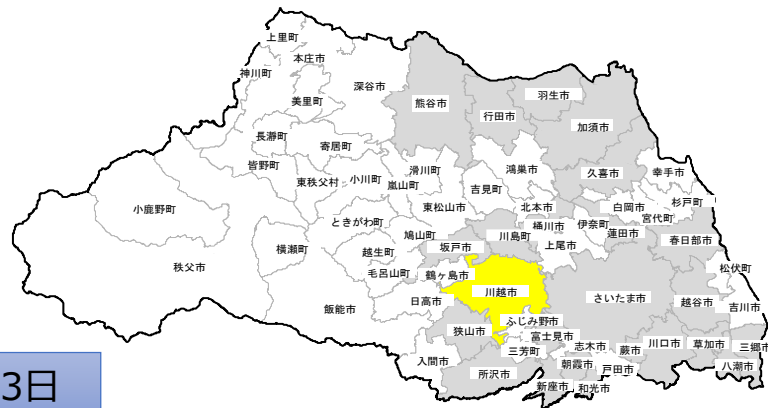 上里町
本庄市
神川町
美里町
深谷市
熊谷市
行田市
羽生市
加須市
長瀞町
寄居町
皆野町
東秩父村
小川町
嵐山町
滑川町
吉見町
鴻巣市
久喜市
幸手市
小鹿野町
ときがわ町
東松山市
北本市
桶川市
伊奈町
白岡市
杉戸町
宮代町
蓮田市
秩父市
横瀬町
鳩山町
越生町
毛呂山町
坂戸市
川島町
上尾市
春日部市
鶴ヶ島市
松伏町
飯能市
日高市
川越市
さいたま市
越谷市
吉川市
ふじみ野市
狭山市
富士見市
入間市
三芳町
志木市
蕨市
川口市
草加市
三郷市
所沢市
朝霞市
戸田市
八潮市
新座市
和光市
3日